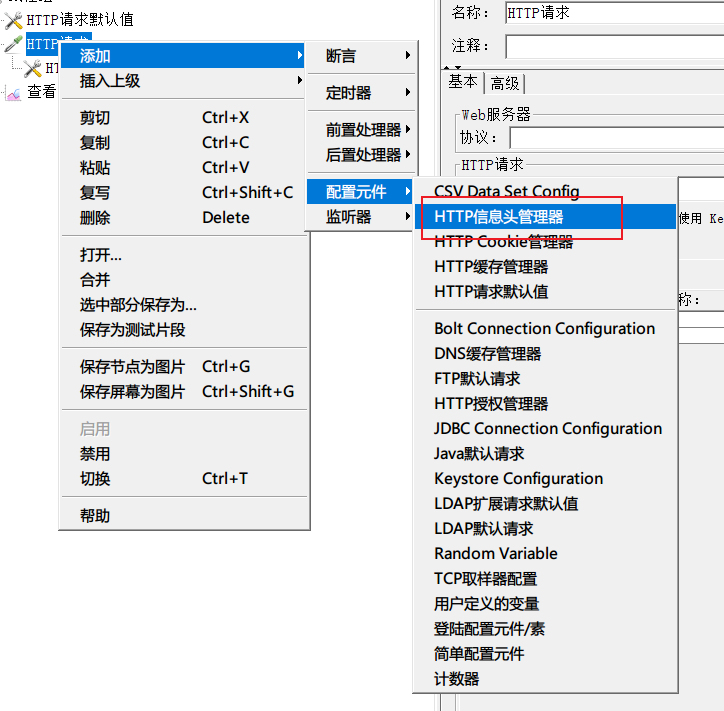 HTTP请求默认值
HTTP请求
HT
查看
名称： HTTP请求
注释：
基本 高级
Web服务器
协议：
HTTP请求
使用 Ke
称：
添加
插入上级
剪切 Ctrl+X
复制 Ctrl+C
粘贴 Ctrl+V
复写 Ctrl+Shift+C
删除 Delete
打开...
合并
选中部分保存为...
保存为测试片段
保存节点为图片 Ctrl+G
保存屏幕为图片 Ctrl+Shift+G
启用
禁用
切换 Ctrl+T
帮助
断言
定时器
前置处理器
后置处理器
配置元件
监听器
CSV Data Set Config
HTTP信息头管理器
HTTP Cookie管理器
HTTP缓存管理器
HTTP请求默认值
Bolt Connection Configuration
DNS缓存管理器
FTP默认请求
HTTP授权管理器
JDBC Connection Configuration
Java默认请求
Keystore Configuration
LDAP扩展请求默认值
LDAP默认请求
Random Variable
TCP取样器配置
用户定义的变量
登陆配置元件/素
简单配置元件
计数器